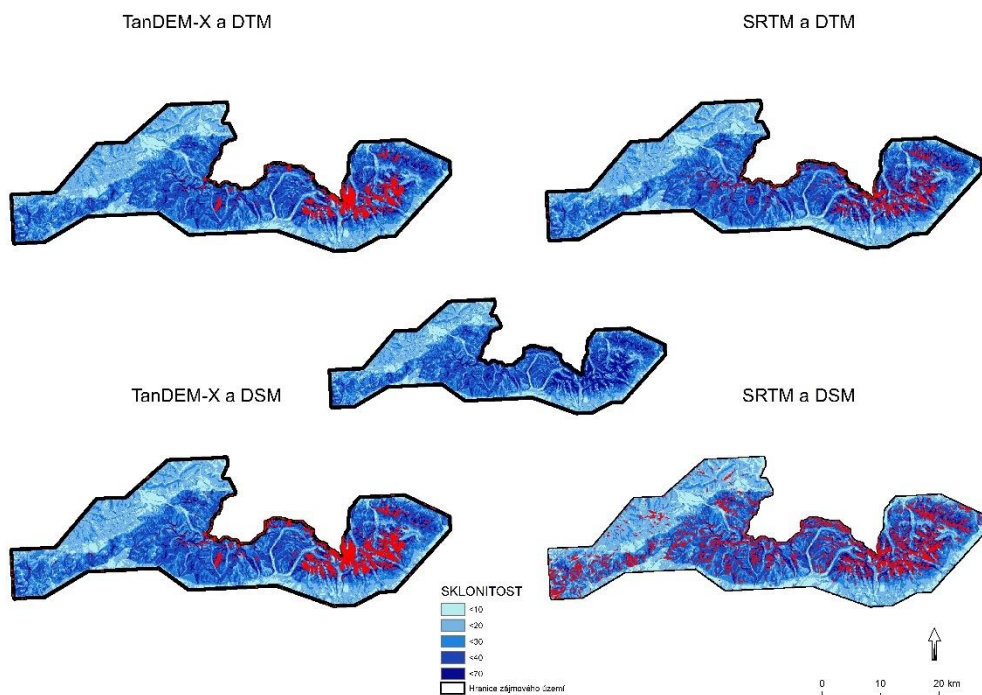 TanDEM-X a DTM
SRTM a DTM
TanDEM-X a DSM
SRTM a DSM
SKLONITOST
<10
<20
<30
<40
<70
Hranice zájmového území
0 10 20 km